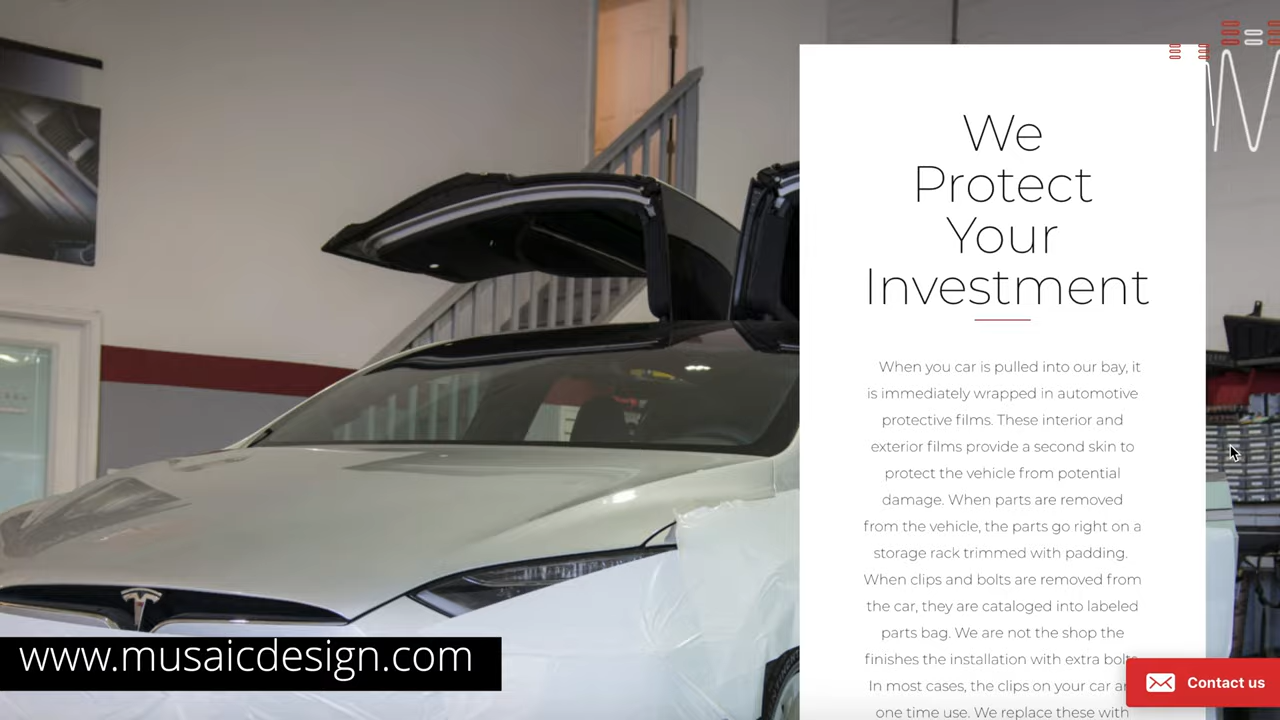 We
Protect
Your
Investment
When you car is pulled into our bay, it
is immediately wrapped in automotive
protective films. These interior and
exterior films provide a second skin to
protect the vehicle from potential
damage. When parts are removed
from the vehicle, the parts go right on a
storage rack trimmed with padding.
When clips and bolts are removed from
the car, they are cataloged into labeled
parts bag. We are not the shop the
finishes the installation with extra bolts.
In most cases, the clips on your car
one time use. We replace these with
www.musaicdesign.com
Contact us